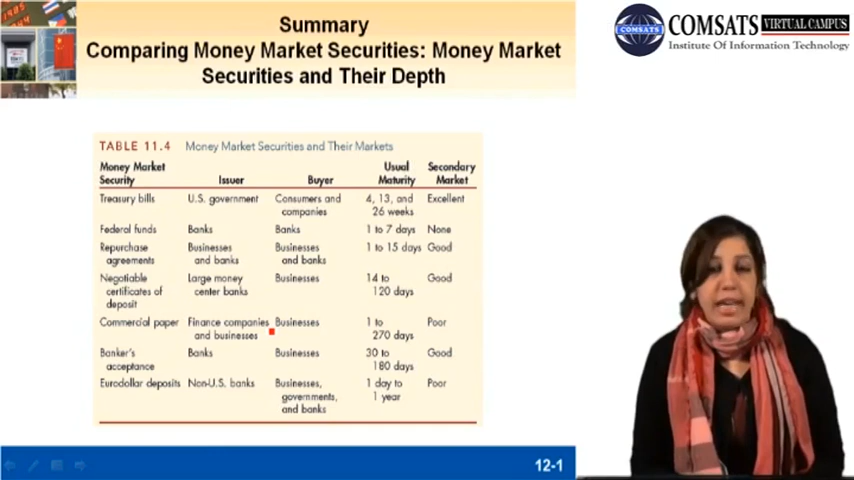 Summary
Comparing Money Market Securities: Money Market
Securities and Their Depth
COMSATS
COMSATS VIRTUAL CAMPUS
Institute Of Information Technology
TABLE 11.4 Money Market Securities and Their Markets
Money Market Usual Secondary
Security Issuer Buyer Maturity Market
Treasury bills U.S. government Consumers and 4, 13, and Excellent
companies 26 weeks
Federal funds Banks Banks 1 to 7 days None
Repurchase Businesses Businesses 1 to 15 days Good
agreements and banks and banks
Negotiable Large money Businesses 14 to Good
certificates of center banks 120 days
deposit
Commercial paper Finance companies Businesses 1 to Poor
and businesses 270 days
Banker's Banks Businesses 30 to Good
acceptance 180 days
Eurodollar deposits Non-U.S. banks Businesses, 1 day to Poor
governments, 1 year
and banks
12-1